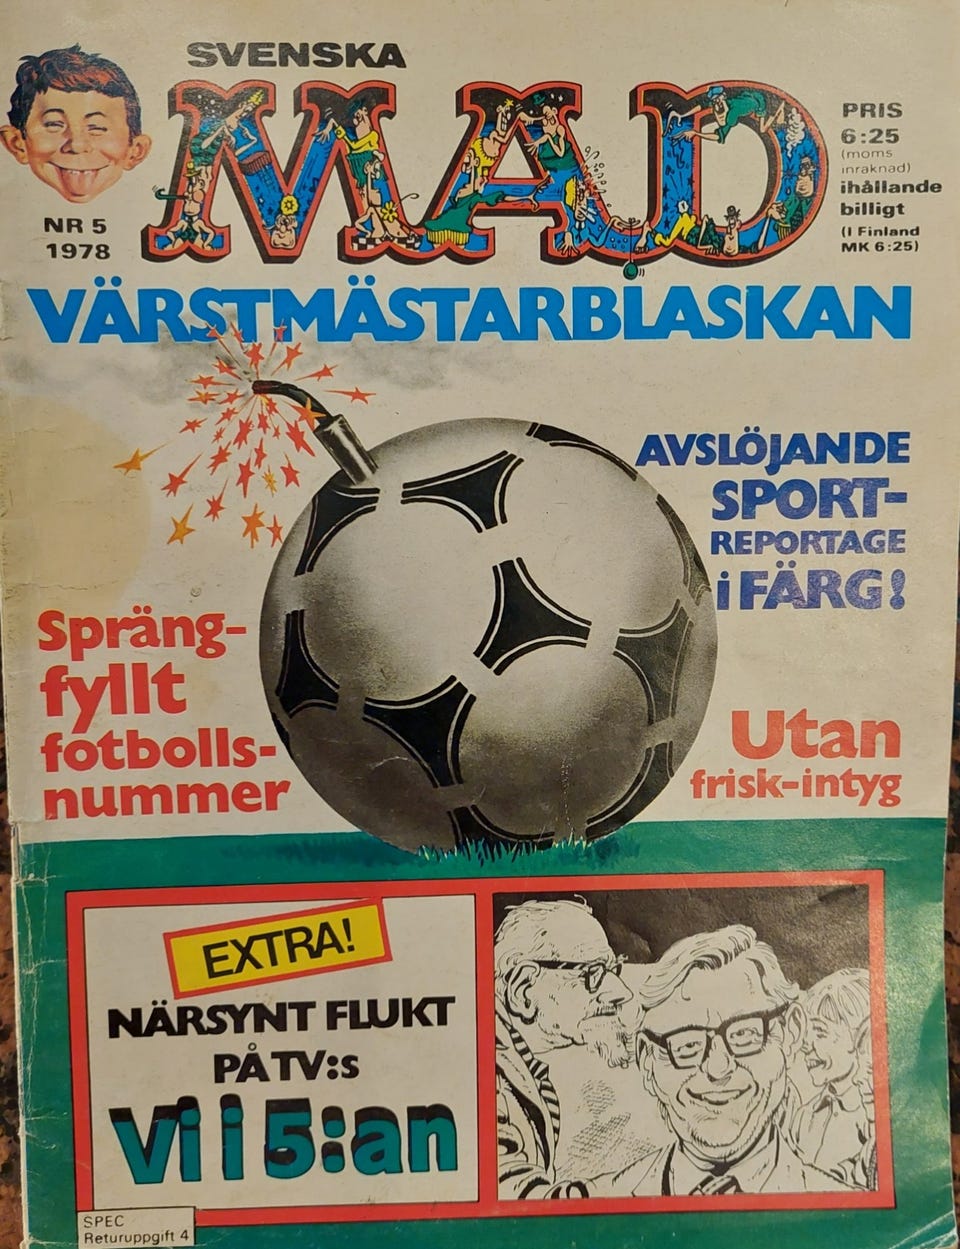 SVENSKA
MAD
NR 5
1978
PRIS
6:25
(moms
inräknad)
ihållande
billigt
(I Finland
MK 6:25)
VÄRSTMÄSTARBLASKAN
AVSLÖJANDE
SPORT-
REPORTAGE
i FÄRG!
Spräng-
fyllt
fotbolls-
nummer
Utan
frisk-intyg
EXTRA!
NÄRSYNT FLUKT
PÅ TV:s
Vi i 5:an
SPEC
Returuppgift 4